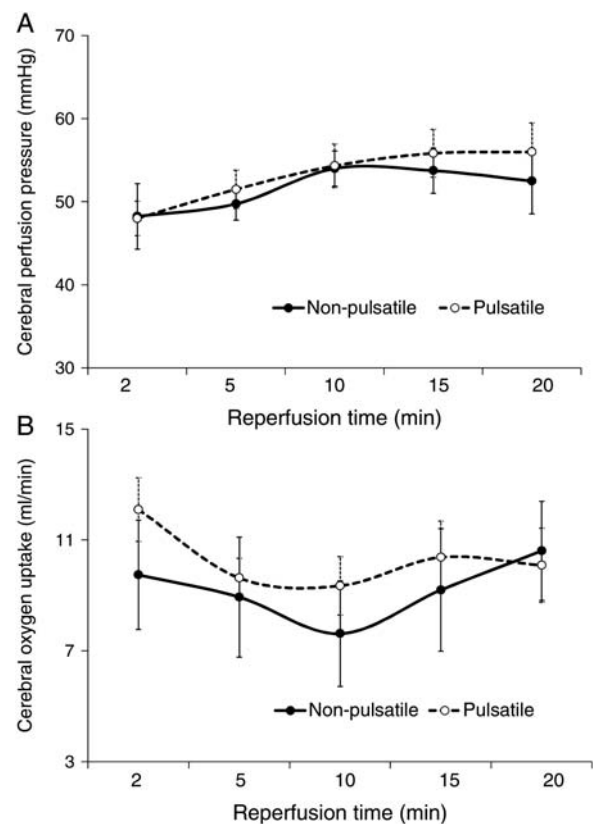 A
Cerebral perfusion pressure (mmHg)
70
60
50
40
30
Non-pulsatile
Pulsatile
2 5 10 15 20
Reperfusion time (min)
B
Cerebral oxygen uptake (ml/min)
15
11
7
3
Non-pulsatile
Pulsatile
2 5 10 15 20
Reperfusion time (min)